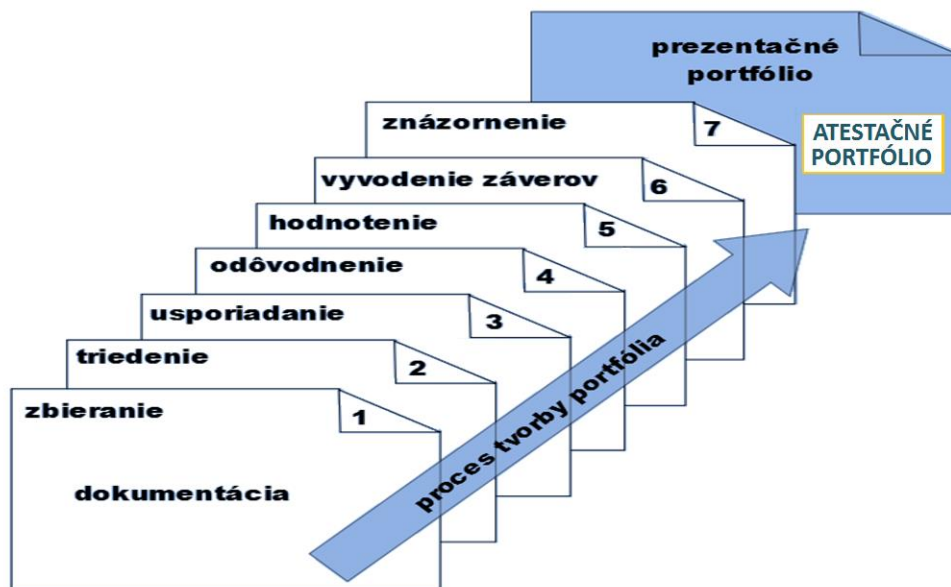 prezentačné
portfólio
ATESTAČNÉ
PORTFÓLIO
znázornenie
7
vyvodenie záverov
6
hodnotenie
5
odôvodnenie
4
usporiadanie
3
triedenie
2
zbieranie
1
dokumentácia
proces tvorby portfólia